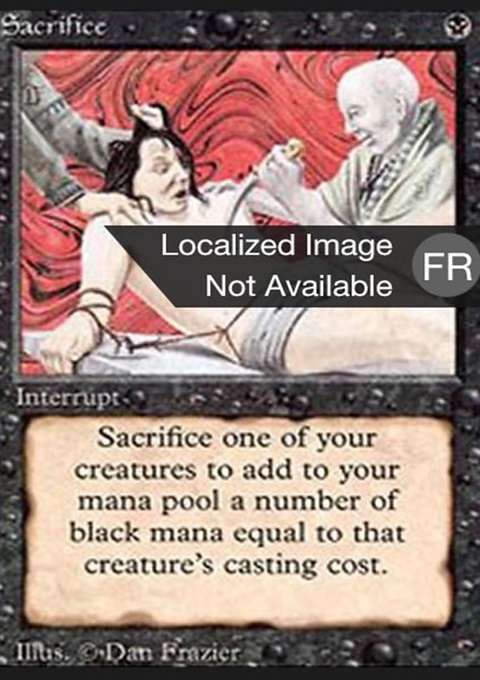 Sacrifice
Localized Image
Not Available
FR
Interrupt
Sacrifice one of your
creatures to add to your
mana pool a number of
black mana equal to that
creature's casting cost.
Illus. © Dan Frazier